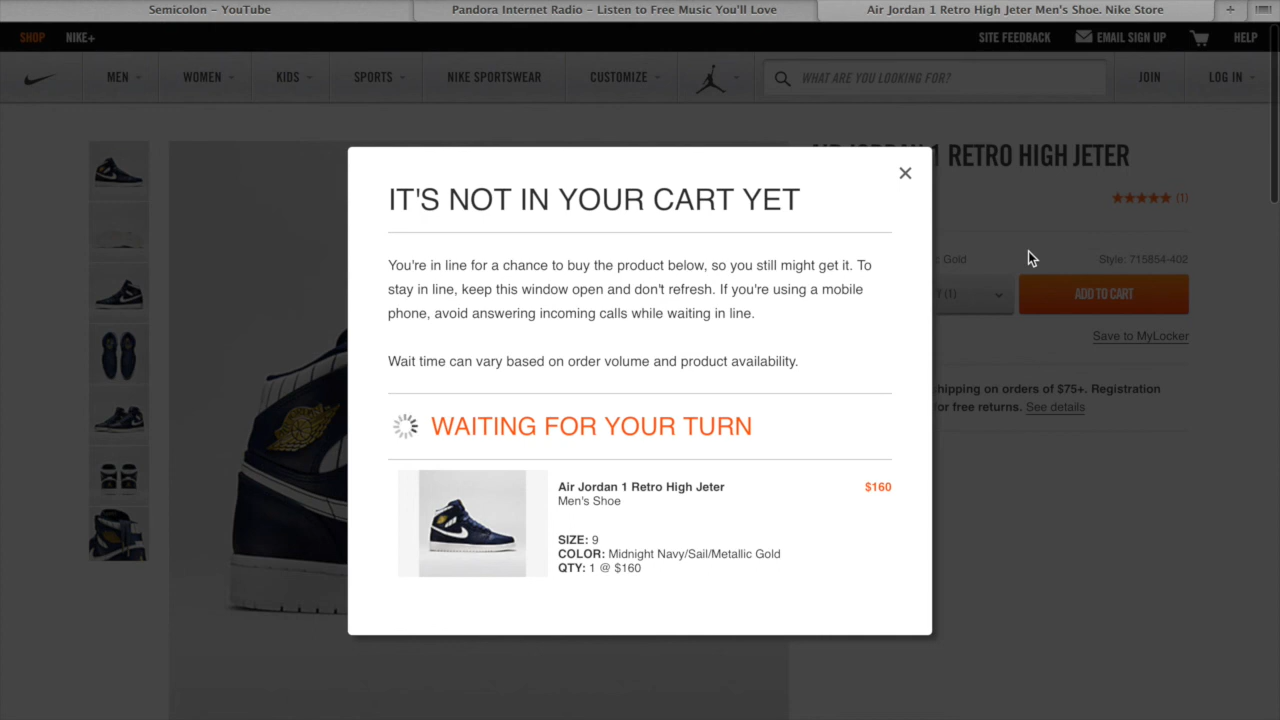 Semicolon – YouTube
Pandora Internet Radio – Listen to Free Music You'll Love
Air Jordan 1 Retro High Jeter Men's Shoe. Nike Store
SHOP
NIKE+
SITE FEEDBACK
EMAIL SIGN UP
HELP
MEN
WOMEN
KIDS
SPORTS
NIKE SPORTSWEAR
CUSTOMIZE
WHAT ARE YOU LOOKING FOR?
JOIN
LOG IN
1 RETRO HIGH JETER
(1)
IT'S NOT IN YOUR CART YET
You're in line for a chance to buy the product below, so you still might get it. To
stay in line, keep this window open and don't refresh. If you're using a mobile
phone, avoid answering incoming calls while waiting in line.
Wait time can vary based on order volume and product availability.
WAITING FOR YOUR TURN
Air Jordan 1 Retro High Jeter
$160
Men's Shoe
SIZE: 9
COLOR: Midnight Navy/Sail/Metallic Gold
QTY: 1 @ $160
Gold
Style: 715854-402
(1)
ADD TO CART
Save to MyLocker
hipping on orders of $75+. Registration
for free returns. See details